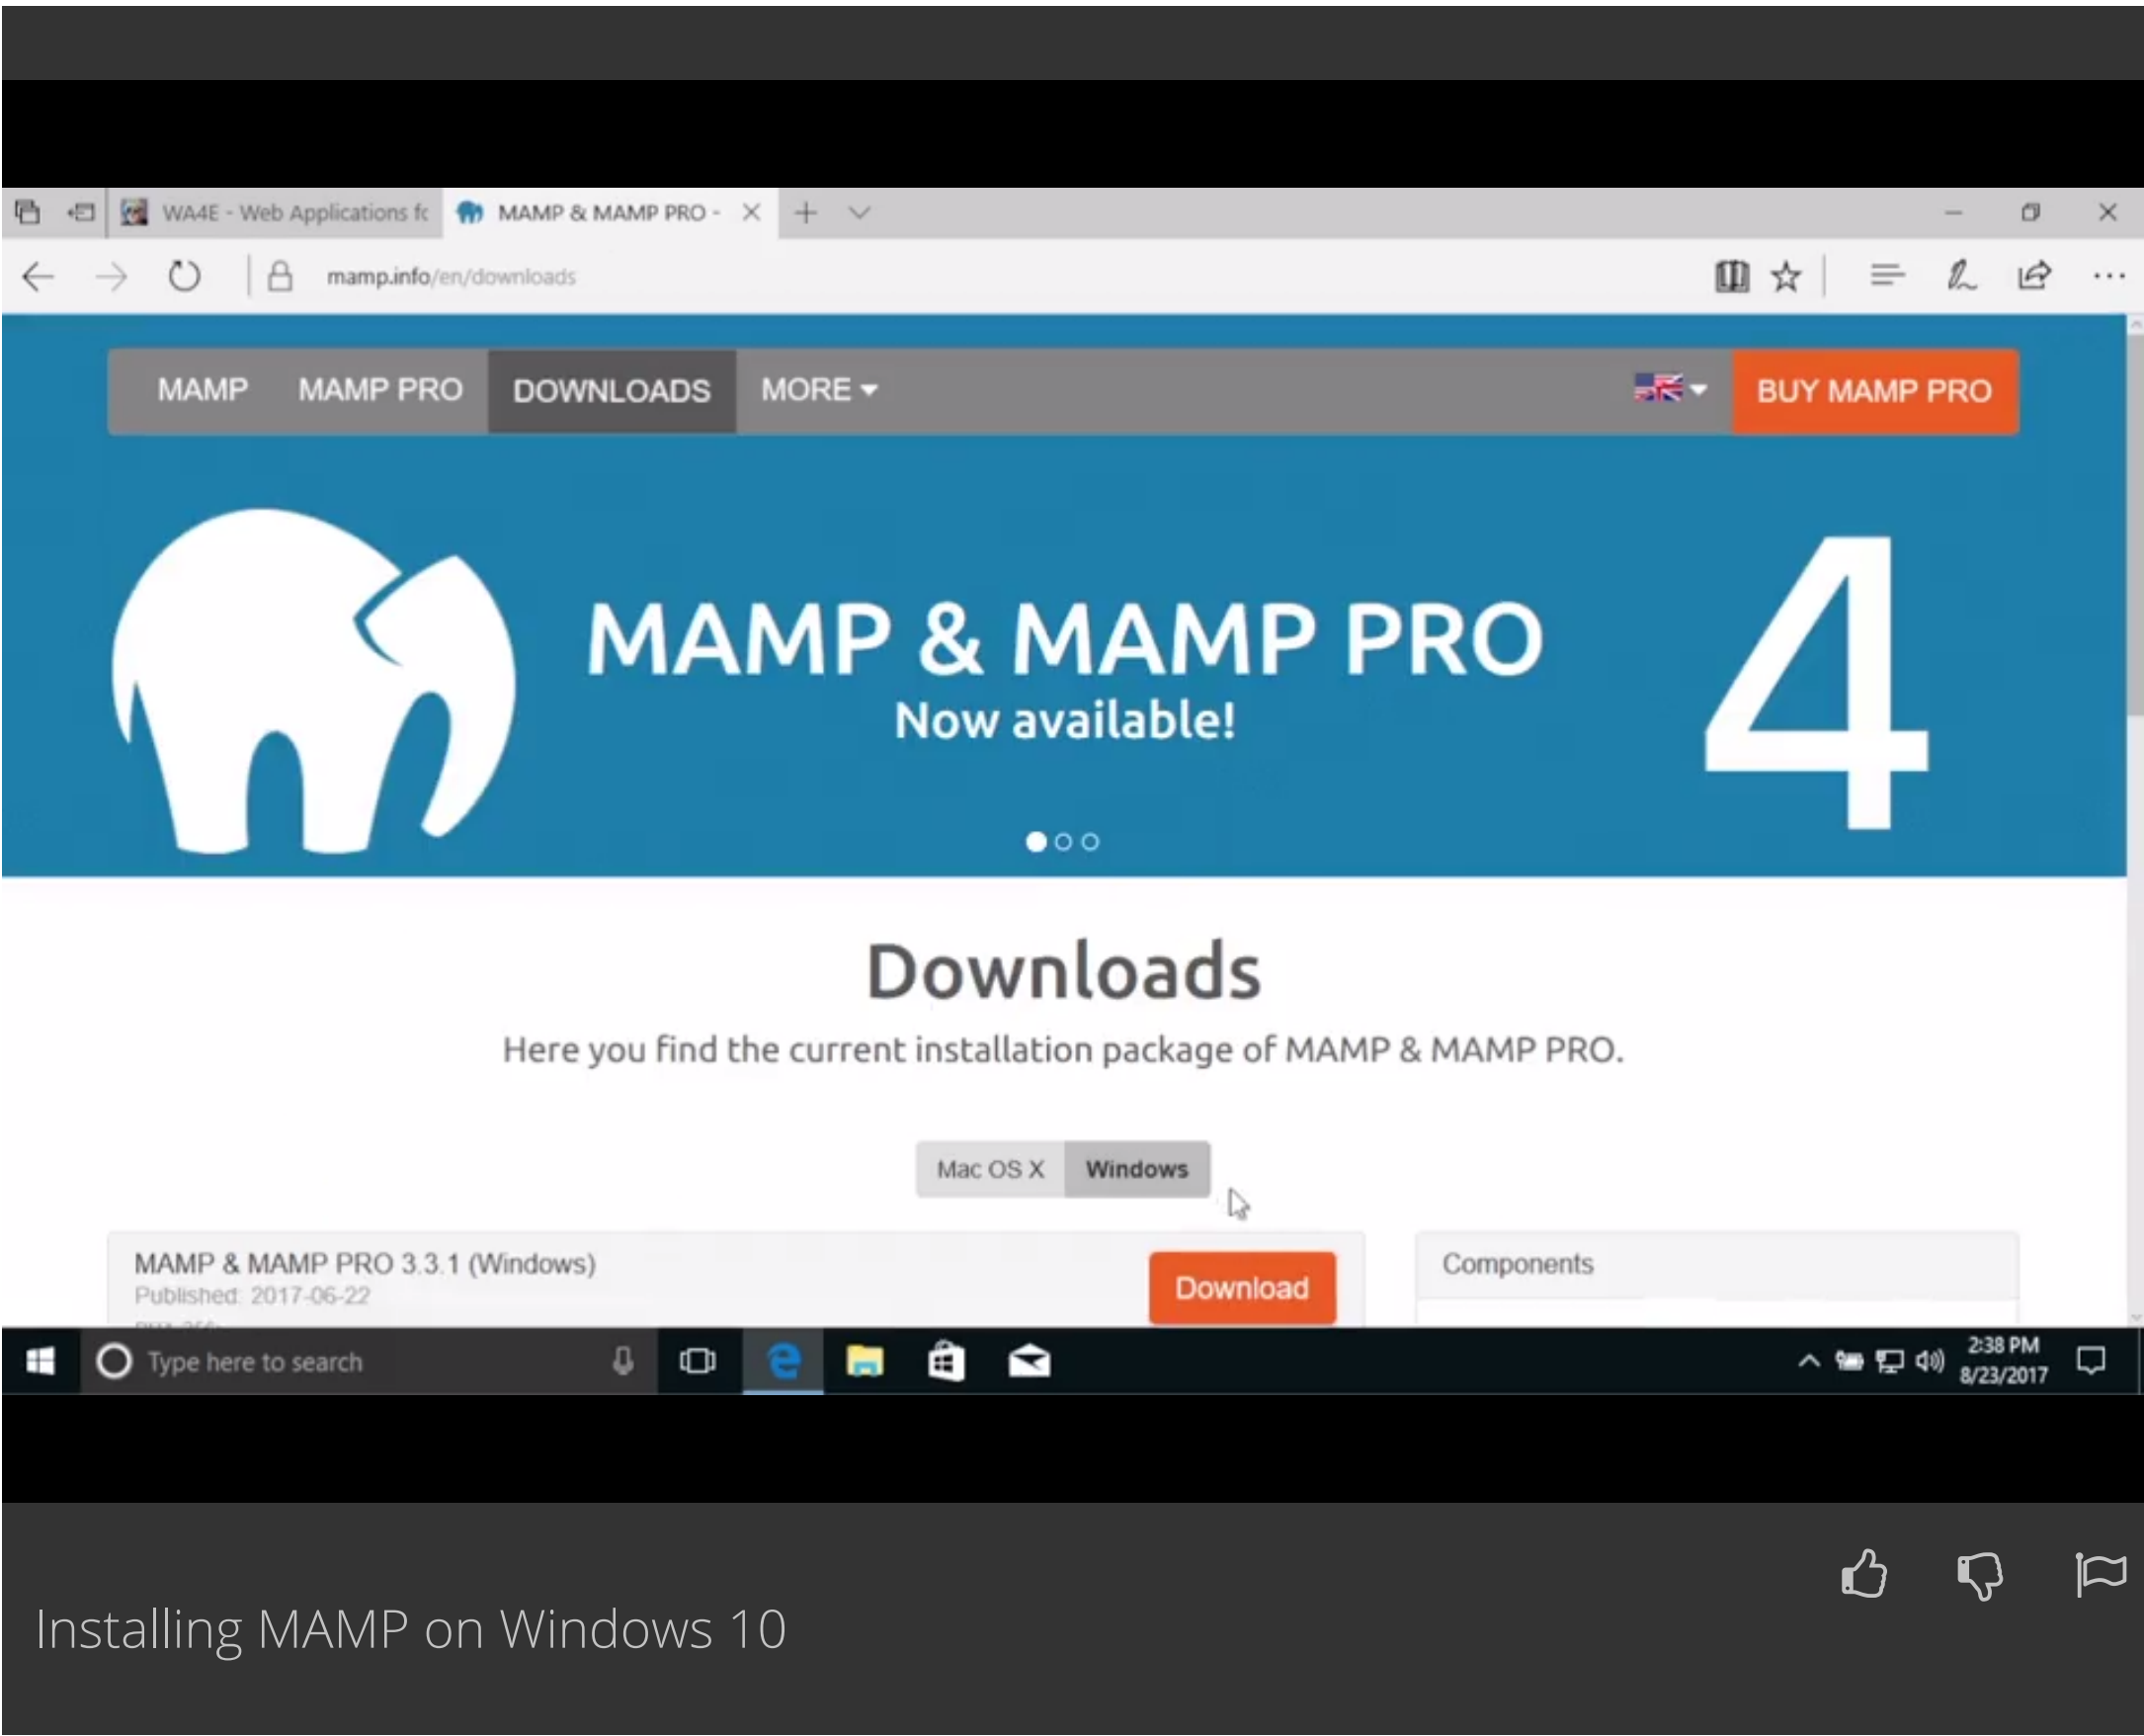 WA4E - Web Applications fc
MAMP & MAMP PRO -
mamp.info/en/downloads
MAMP
MAMP PRO
DOWNLOADS
MORE
BUY MAMP PRO
MAMP & MAMP PRO
Now available!
4
Downloads
Here you find the current installation package of MAMP & MAMP PRO.
Mac OS X
Windows
MAMP & MAMP PRO 3.3.1 (Windows)
Published: 2017-06-22
Download
Components
Type here to search
2:38 PM
8/23/2017
Installing MAMP on Windows 10